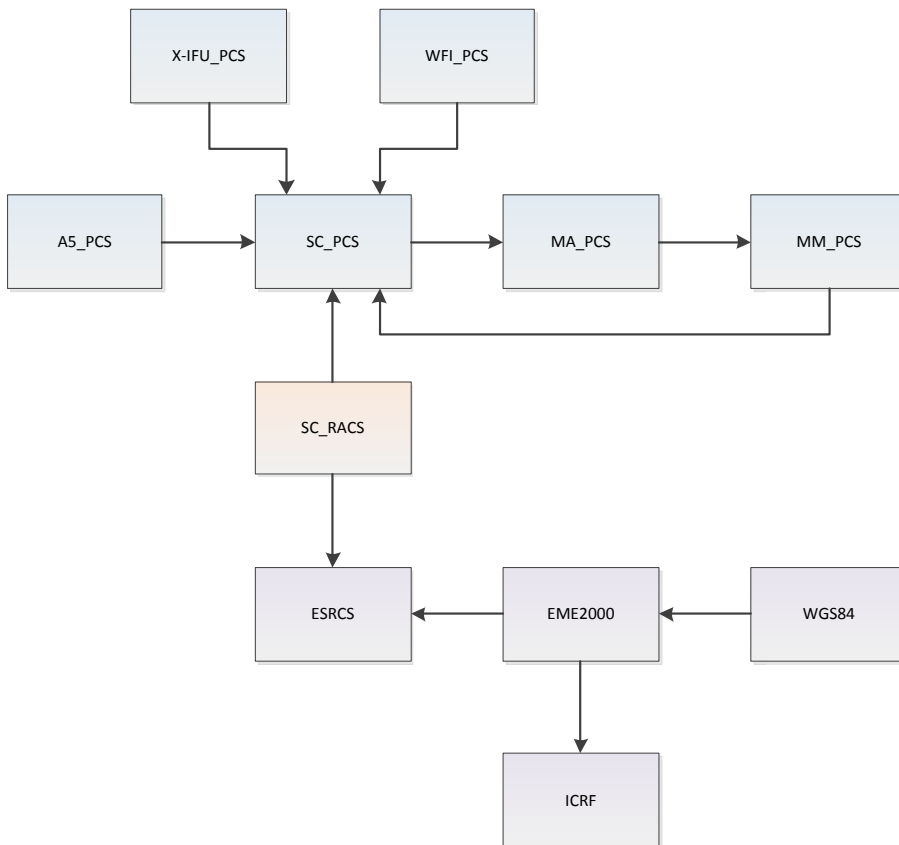 X-IFU_PCS
WFI_PCS
A5_PCS
SC_PCS
MA_PCS
MM_PCS
SC_RACS
ESRCS
EME2000
WGS84
ICRF